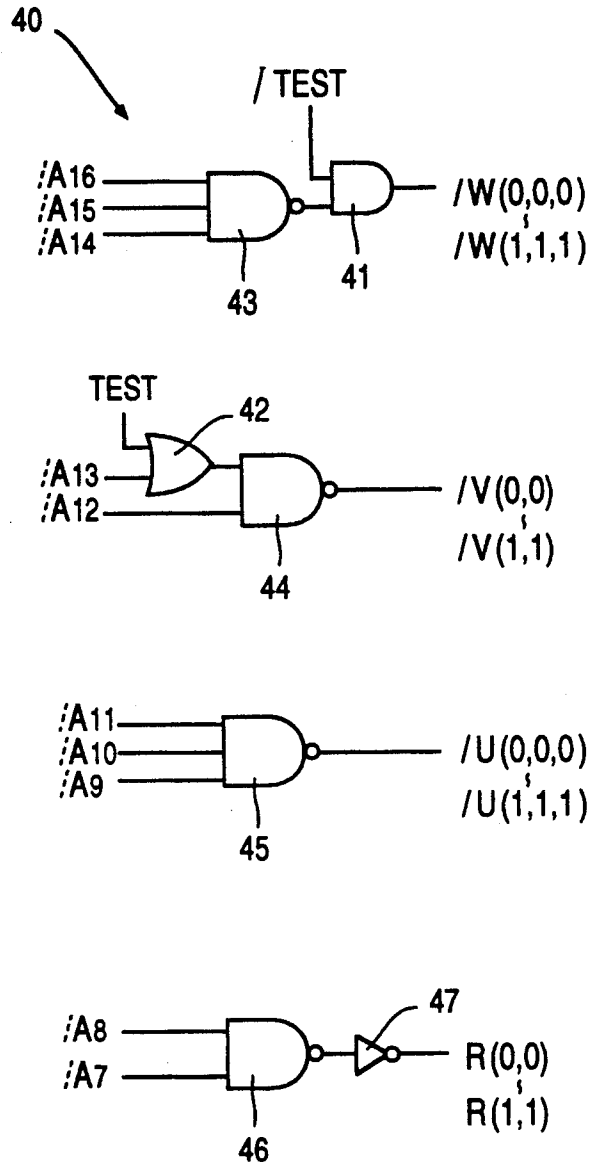 40
/ TEST
/A16
/A15
/A14
43
41
/W(0,0,0)
~
/W(1,1,1)
TEST
42
/A13
/A12
44
/V(0,0)
~
/V(1,1)
/A11
/A10
/A9
45
/U(0,0,0)
~
/U(1,1,1)
/A8
/A7
46
47
R(0,0)
~
R(1,1)